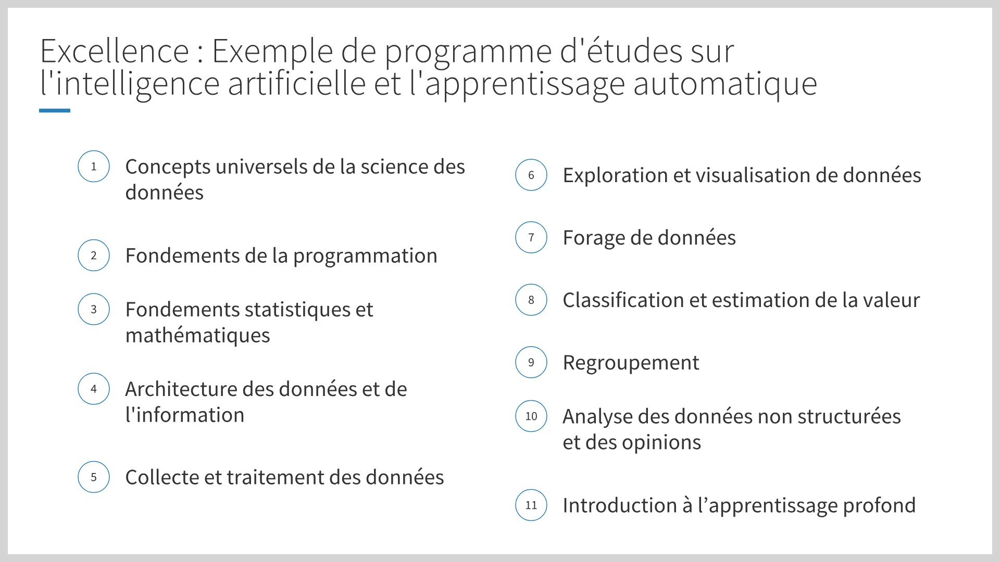 Excellence : Exemple de programme d'études sur
l'intelligence artificielle et l'apprentissage automatique
1 Concepts universels de la science des
données
2 Fondements de la programmation
3 Fondements statistiques et
mathématiques
4 Architecture des données et de
l'information
5 Collecte et traitement des données
6 Exploration et visualisation de données
7 Forage de données
8 Classification et estimation de la valeur
9 Regroupement
10 Analyse des données non structurées
et des opinions
11 Introduction à l’apprentissage profond